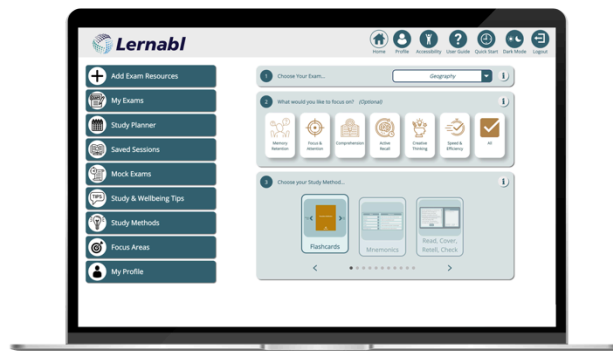 Lernabl
Home Profile Accessibility User Guide Quick Start Dark Mode Logout
Add Exam Resources
My Exams
Study Planner
Saved Sessions
Mock Exams
TIPS
Study & Wellbeing Tips
Study Methods
Focus Areas
My Profile
1 Choose Your Exam...
Geography
i
2 What would you like to focus on? (Optional)
i
Memory Retention
Focus & Attention
Comprehension
Active Recall
Creative Thinking
Speed & Efficiency
All
3 Choose your Study Method...
i
Flashcards
Mnemonics
Read, Cover,
Retell, Check